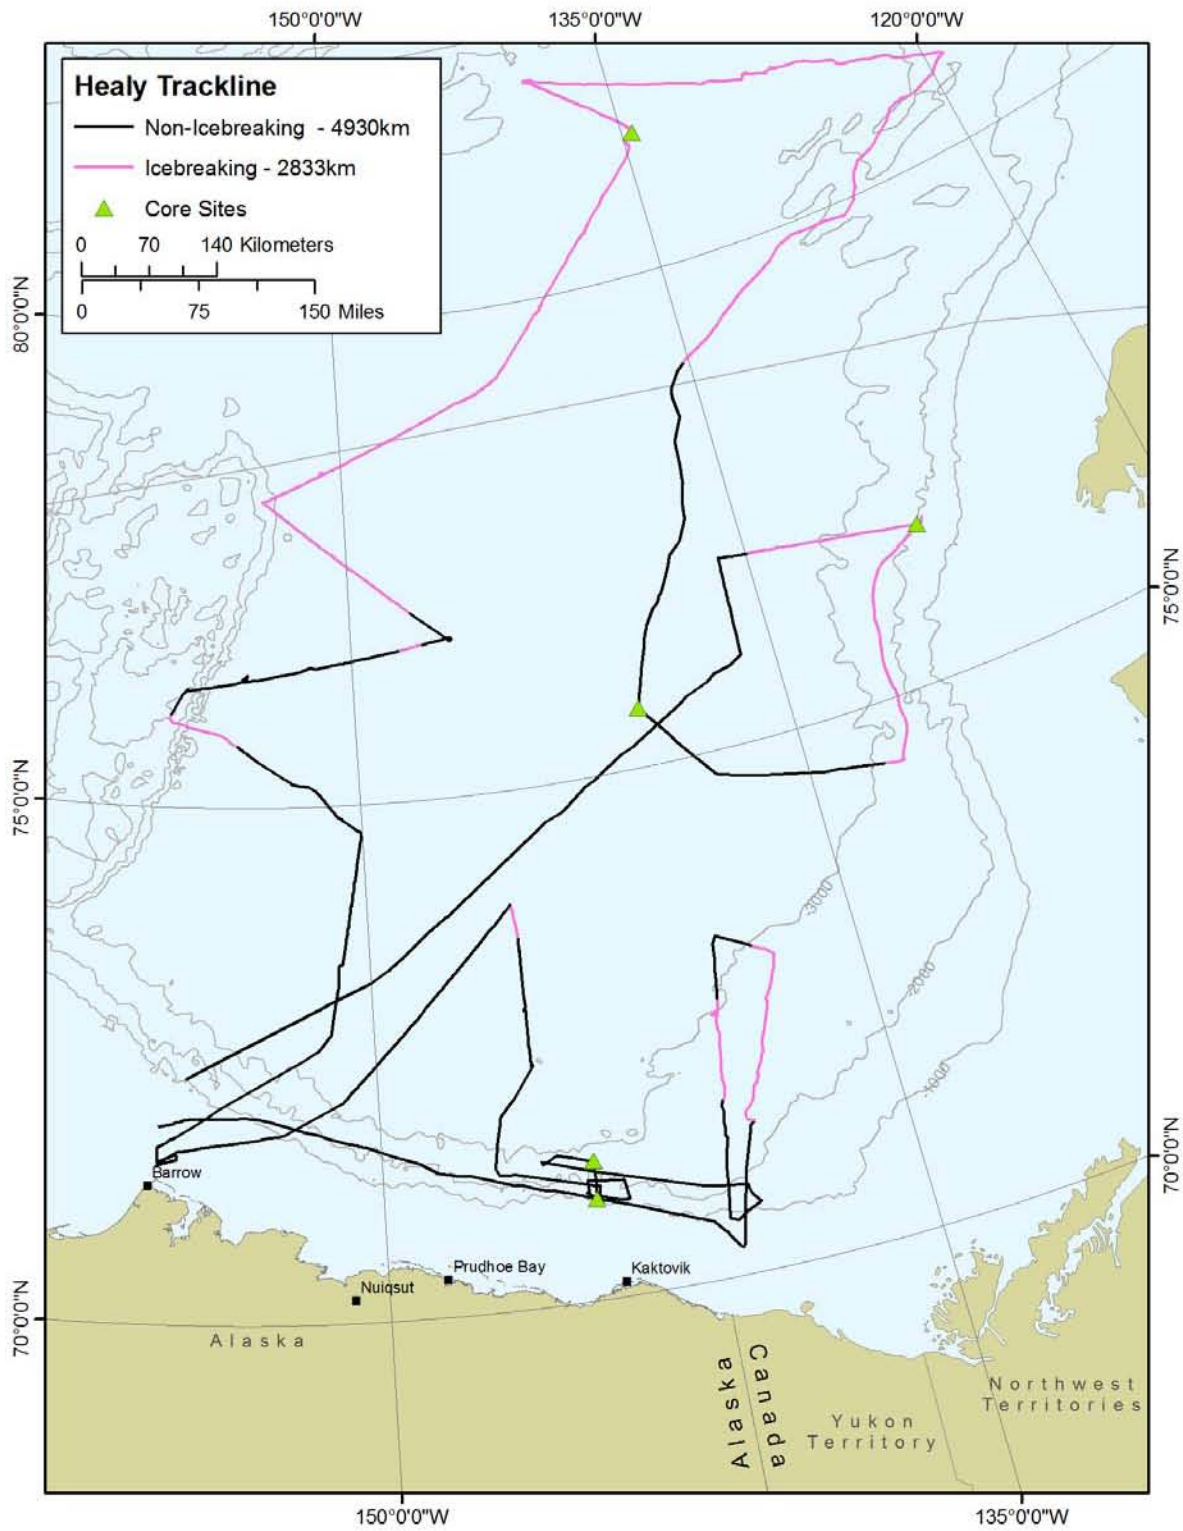 150°0'0"W 135°0'0"W 120°0'0"W
Healy Trackline
Non-Icebreaking - 4930km
Icebreaking - 2833km
Core Sites
0 70 140 Kilometers
0 75 150 Miles
80°0'0"N
75°0'0"N
75°0'0"N
-3000
-2000
-1000
70°0'0"N
Barrow
Prudhoe Bay
Kaktovik
Nuiqsut
70°0'0"N
Alaska
Alaska
Canada
Northwest
Territories
Yukon
Territory
150°0'0"W 135°0'0"W